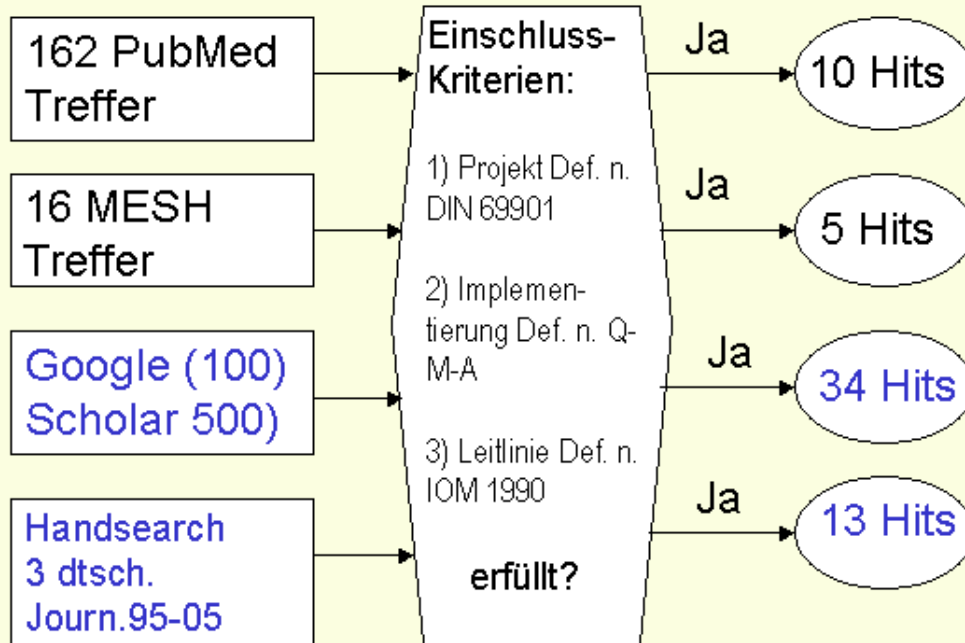 162 PubMed
Treffer
16 MESH
Treffer
Google (100)
Scholar 500)
Handsearch
3 dtsch.
Journ.95-05
Einschluss-
Kriterien:
1) Projekt Def. n.
DIN 69901
2) Implemen-
tierung Def. n. Q-
M-A
3) Leitlinie Def. n.
IOM 1990
erfüllt?
Ja
10 Hits
Ja
5 Hits
Ja
34 Hits
Ja
13 Hits